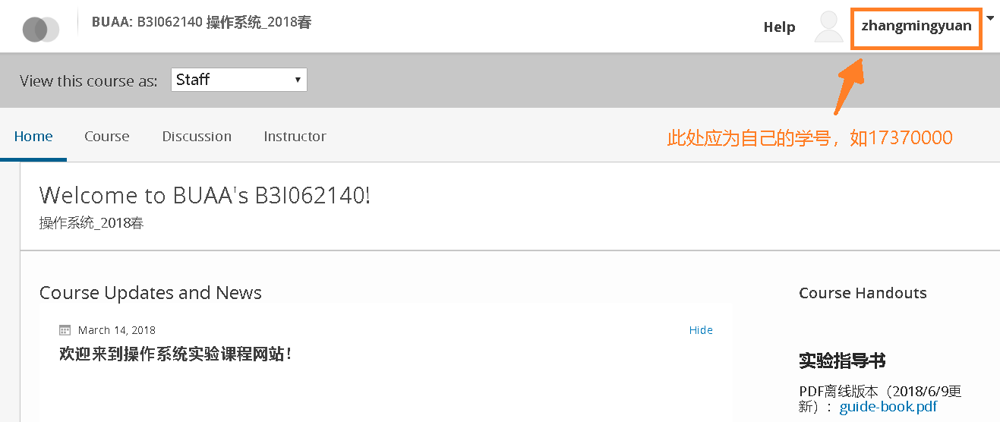 BUAA: B3I062140 操作系统_2018春
Help
zhangmingyuan
View this course as:
Staff
Home
Course
Discussion
Instructor
此处应为自己的学号，如17370000
Welcome to BUAA's B3I062140!
操作系统_2018春
Course Updates and News
Course Handouts
March 14, 2018
Hide
欢迎来到操作系统实验课程网站！
实验指导书
PDF离线版本（2018/6/9更
新）：guide-book.pdf